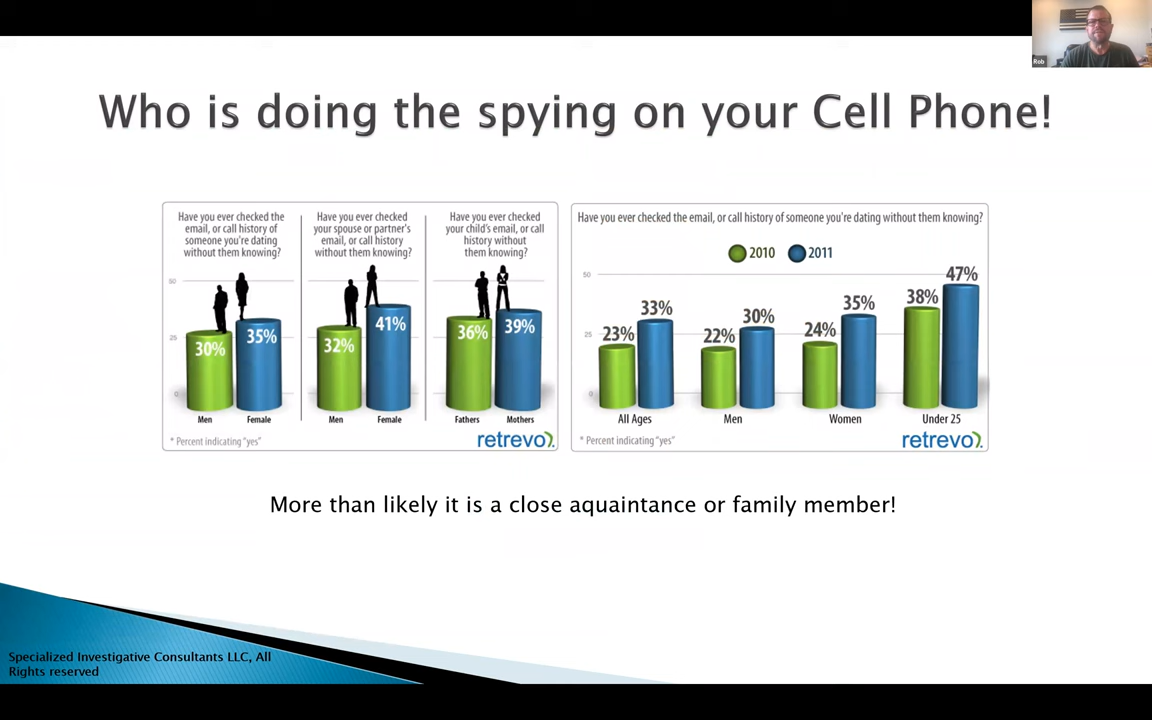 Rob
Who is doing the spying on your Cell Phone!
Have you ever checked the
email, or call history of
someone you're dating
without them knowing?
Have you ever checked
your spouse or partner's
email, or call history
without them knowing?
Have you ever checked
your child's email, or call
history without
them knowing?
50
25
0
30%
35%
32%
41%
36%
39%
Men
Female
Men
Female
Fathers
Mothers
* Percent indicating "yes"
retrevo
Have you ever checked the email, or call history of someone you're dating without them knowing?
2010
2011
50
25
0
23%
33%
22%
30%
24%
35%
38%
47%
All Ages
Men
Women
Under 25
* Percent indicating "yes"
retrevo
More than likely it is a close aquaintance or family member!
Specialized Investigative Consultants LLC, All
Rights reserved